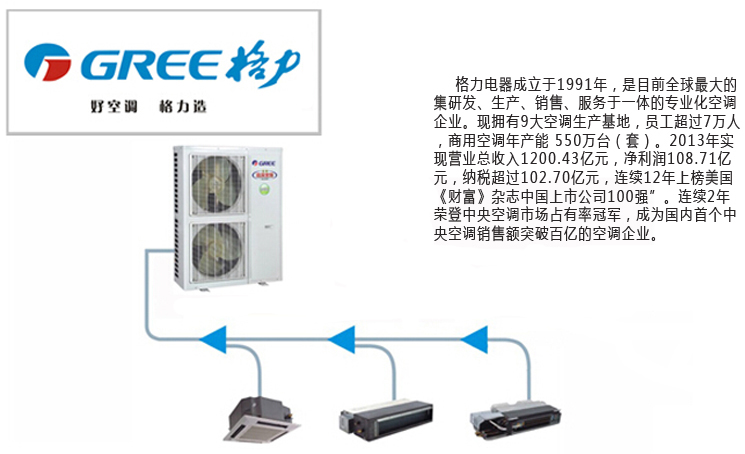 GREE 格力
好空调 格力造
格力电器成立于1991年，是目前全球最大的
集研发、生产、销售、服务于一体的专业化空调
企业。现拥有9大空调生产基地，员工超过7万人
，商用空调年产能 550万台（套）。2013年实
现营业总收入1200.43亿元，净利润108.71亿
元，纳税超过102.70亿元，连续12年上榜美国
《财富》杂志中国上市公司100强”。连续2年
荣登中央空调市场占有率冠军，成为国内首个中
央空调销售额突破百亿的空调企业。
GREE